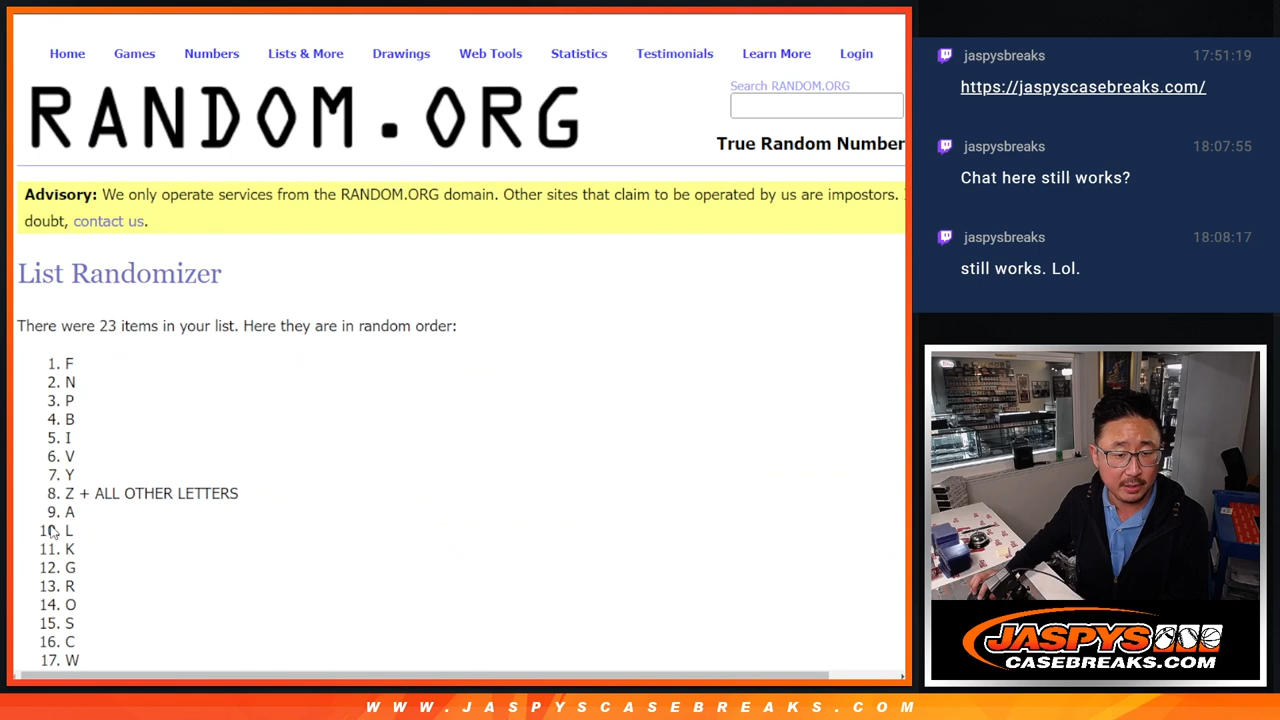 Home Games Numbers Lists & More Drawings Web Tools Statistics Testimonials Learn More Login
RANDOM.ORG
Search RANDOM.ORG
True Random Number
Advisory: We only operate services from the RANDOM.ORG domain. Other sites that claim to be operated by us are impostors.
doubt, contact us.
List Randomizer
There were 23 items in your list. Here they are in random order:
1. F
2. N
3. P
4. B
5. I
6. V
7. Y
8. Z + ALL OTHER LETTERS
9. A
10. L
11. K
12. G
13. R
14. O
15. S
16. C
17. W
jaspysbreaks 17:51:19
https://jaspyscasebreaks.com/
jaspysbreaks 18:07:55
Chat here still works?
jaspysbreaks 18:08:17
still works. Lol.
JASPYS
CASEBREAKS.COM
WWW.JASPYSCASEBREAKS.COM